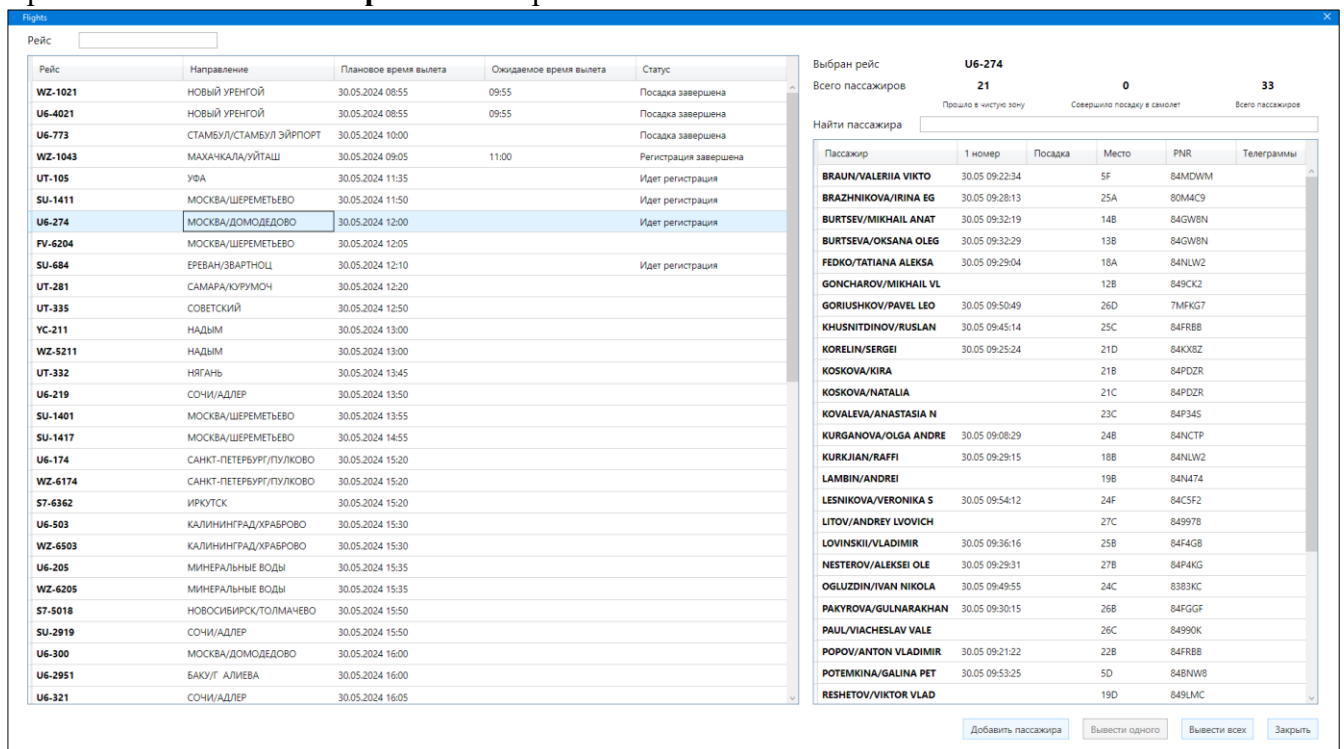 Flights
Рейс
Рейс Направление Плановое время вылета Ожидаемое время вылета Статус
WZ-1021 НОВЫЙ УРЕНГОЙ 30.05.2024 08:55 09:55 Посадка завершена
U6-4021 НОВЫЙ УРЕНГОЙ 30.05.2024 08:55 09:55 Посадка завершена
U6-773 СТАМБУЛ/СТАМБУЛ ЭЙРПОРТ 30.05.2024 10:00 Посадка завершена
WZ-1043 МАХАЧКАЛА/УЙТАШ 30.05.2024 09:05 11:00 Регистрация завершена
UT-105 УФА 30.05.2024 11:35 Идет регистрация
SU-1411 МОСКВА/ШЕРЕМЕТЬЕВО 30.05.2024 11:50 Идет регистрация
U6-274 МОСКВА/ДОМОДЕДОВО 30.05.2024 12:00 Идет регистрация
FV-6204 МОСКВА/ШЕРЕМЕТЬЕВО 30.05.2024 12:05
SU-684 ЕРЕВАН/ЗВАРТНОЦ 30.05.2024 12:10 Идет регистрация
UT-281 САМАРА/КУРУМОЧ 30.05.2024 12:20
UT-335 СОВЕТСКИЙ 30.05.2024 12:50
YC-211 НАДЫМ 30.05.2024 13:00
WZ-5211 НАДЫМ 30.05.2024 13:00
UT-332 НЯГАНЬ 30.05.2024 13:45
U6-219 СОЧИ/АДЛЕР 30.05.2024 13:50
SU-1401 МОСКВА/ШЕРЕМЕТЬЕВО 30.05.2024 13:55
SU-1417 МОСКВА/ШЕРЕМЕТЬЕВО 30.05.2024 14:55
U6-174 САНКТ-ПЕТЕРБУРГ/ПУЛКОВО 30.05.2024 15:20
WZ-6174 САНКТ-ПЕТЕРБУРГ/ПУЛКОВО 30.05.2024 15:20
S7-6362 ИРКУТСК 30.05.2024 15:20
U6-503 КАЛИНИНГРАД/ХРАБРОВО 30.05.2024 15:30
WZ-6503 КАЛИНИНГРАД/ХРАБРОВО 30.05.2024 15:30
U6-205 МИНЕРАЛЬНЫЕ ВОДЫ 30.05.2024 15:35
WZ-6205 МИНЕРАЛЬНЫЕ ВОДЫ 30.05.2024 15:35
S7-5018 НОВОСИБИРСК/ТОЛМАЧЕВО 30.05.2024 15:50
SU-2919 СОЧИ/АДЛЕР 30.05.2024 15:50
U6-300 МОСКВА/ДОМОДЕДОВО 30.05.2024 16:00
U6-2951 БАКУ/Г АЛИЕВА 30.05.2024 16:00
U6-321 СОЧИ/АДЛЕР 30.05.2024 16:05
Выбран рейс U6-274
Всего пассажиров 21 0 33
Прошло в чистую зону Совершило посадку в самолет Всего пассажиров
Найти пассажира
Пассажир 1 номер Посадка Место PNR Телеграммы
BRAUN/VALERIIA VIKTO 30.05 09:22:34 5F 84MDWM
BRAZHNIKOVA/IRINA EG 30.05 09:28:13 25A 80M4C9
BURTSEV/MIKHAIL ANAT 30.05 09:32:19 14B 84GW8N
BURTSEVA/OKSANA OLEG 30.05 09:32:29 13B 84GW8N
FEDKO/TATIANA ALEKSA 30.05 09:29:04 18A 84NLW2
GONCHAROV/MIKHAIL VL 12B 849CK2
GORIUSHKOV/PAVEL LEO 30.05 09:50:49 26D 7MFKG7
KHUSNITDINOV/RUSLAN 30.05 09:45:14 25C 84FRBB
KORELIN/SERGEI 30.05 09:25:24 21D 84KX8Z
KOSKOVA/KIRA 21B 84PDZR
KOSKOVA/NATALIA 21C 84PDZR
KOVALEVA/ANASTASIA N 23C 84P34S
KURGANOVA/OLGA ANDRE 30.05 09:08:29 24B 84NCTP
KURKJIAN/RAFFI 30.05 09:29:15 18B 84NLW2
LAMBIN/ANDREI 19B 84N474
LESNIKOVA/VERONIKA S 30.05 09:54:12 24F 84C5F2
LITOV/ANDREY LVOVICH 27C 849978
LOVINSKII/VLADIMIR 30.05 09:36:16 25B 84F4GB
NESTEROV/ALEKSEI OLE 30.05 09:29:31 27B 84P4KG
OGLUZDIN/IVAN NIKOLA 30.05 09:49:55 24C 8383KC
PAKYROVA/GULNARAKHAN 30.05 09:30:15 26B 84FGGF
PAUL/VIACHESLAV VALE 26C 84990K
POPOV/ANTON VLADIMIR 30.05 09:21:22 22B 84FRBB
POTEMKINA/GALINA PET 30.05 09:53:25 5D 84BNW8
RESHETOV/VIKTOR VLAD 19D 849LMC
Добавить пассажира Вывести одного Вывести всех Закрыть